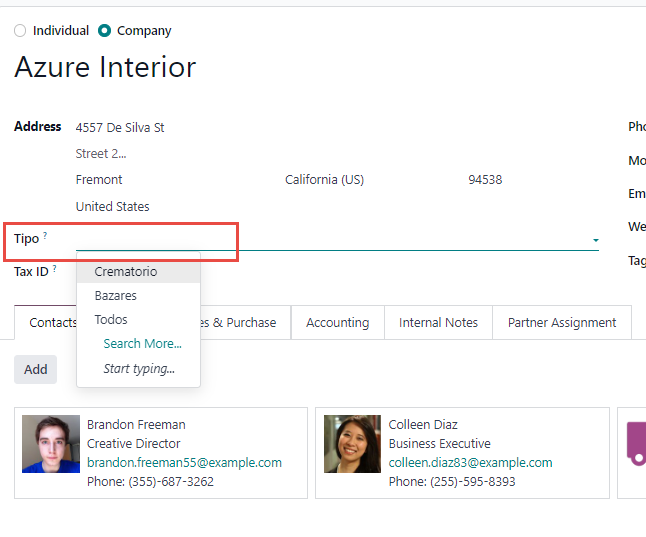 Individual Company
Azure Interior
Address 4557 De Silva St
Pho
Street 2...
Mo
Fremont California (US) 94538
Em
United States
We
Tipo ?
Tag
Tax ID ?
Crematorio
Bazares
Todos
Search More...
Start typing...
Contacts es & Purchase Accounting Internal Notes Partner Assignment
Add
Brandon Freeman
Creative Director
brandon.freeman55@example.com
Phone: (355)-687-3262
Colleen Diaz
Business Executive
colleen.diaz83@example.com
Phone: (255)-595-8393